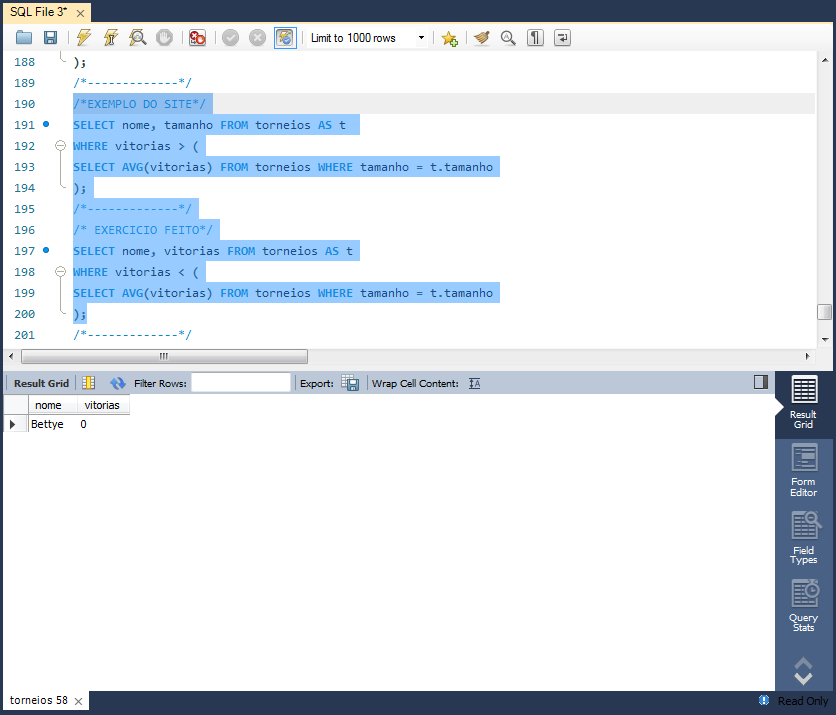 SQL File 3*
Limit to 1000 rows
188 );
189 /*-------------*/
190 /*EXEMPLO DO SITE*/
191 SELECT nome, tamanho FROM torneios AS t
192 WHERE vitorias > (
193 SELECT AVG(vitorias) FROM torneios WHERE tamanho = t.tamanho
194 );
195 /*-------------*/
196 /* EXERCICIO FEITO*/
197 SELECT nome, vitorias FROM torneios AS t
198 WHERE vitorias < (
199 SELECT AVG(vitorias) FROM torneios WHERE tamanho = t.tamanho
200 );
201 /*-------------*/
Result Grid Filter Rows: Export: Wrap Cell Content: IA
nome vitorias
Bettye 0
Result
Grid
Form
Editor
Field
Types
Query
Stats
torneios 58
Read Only